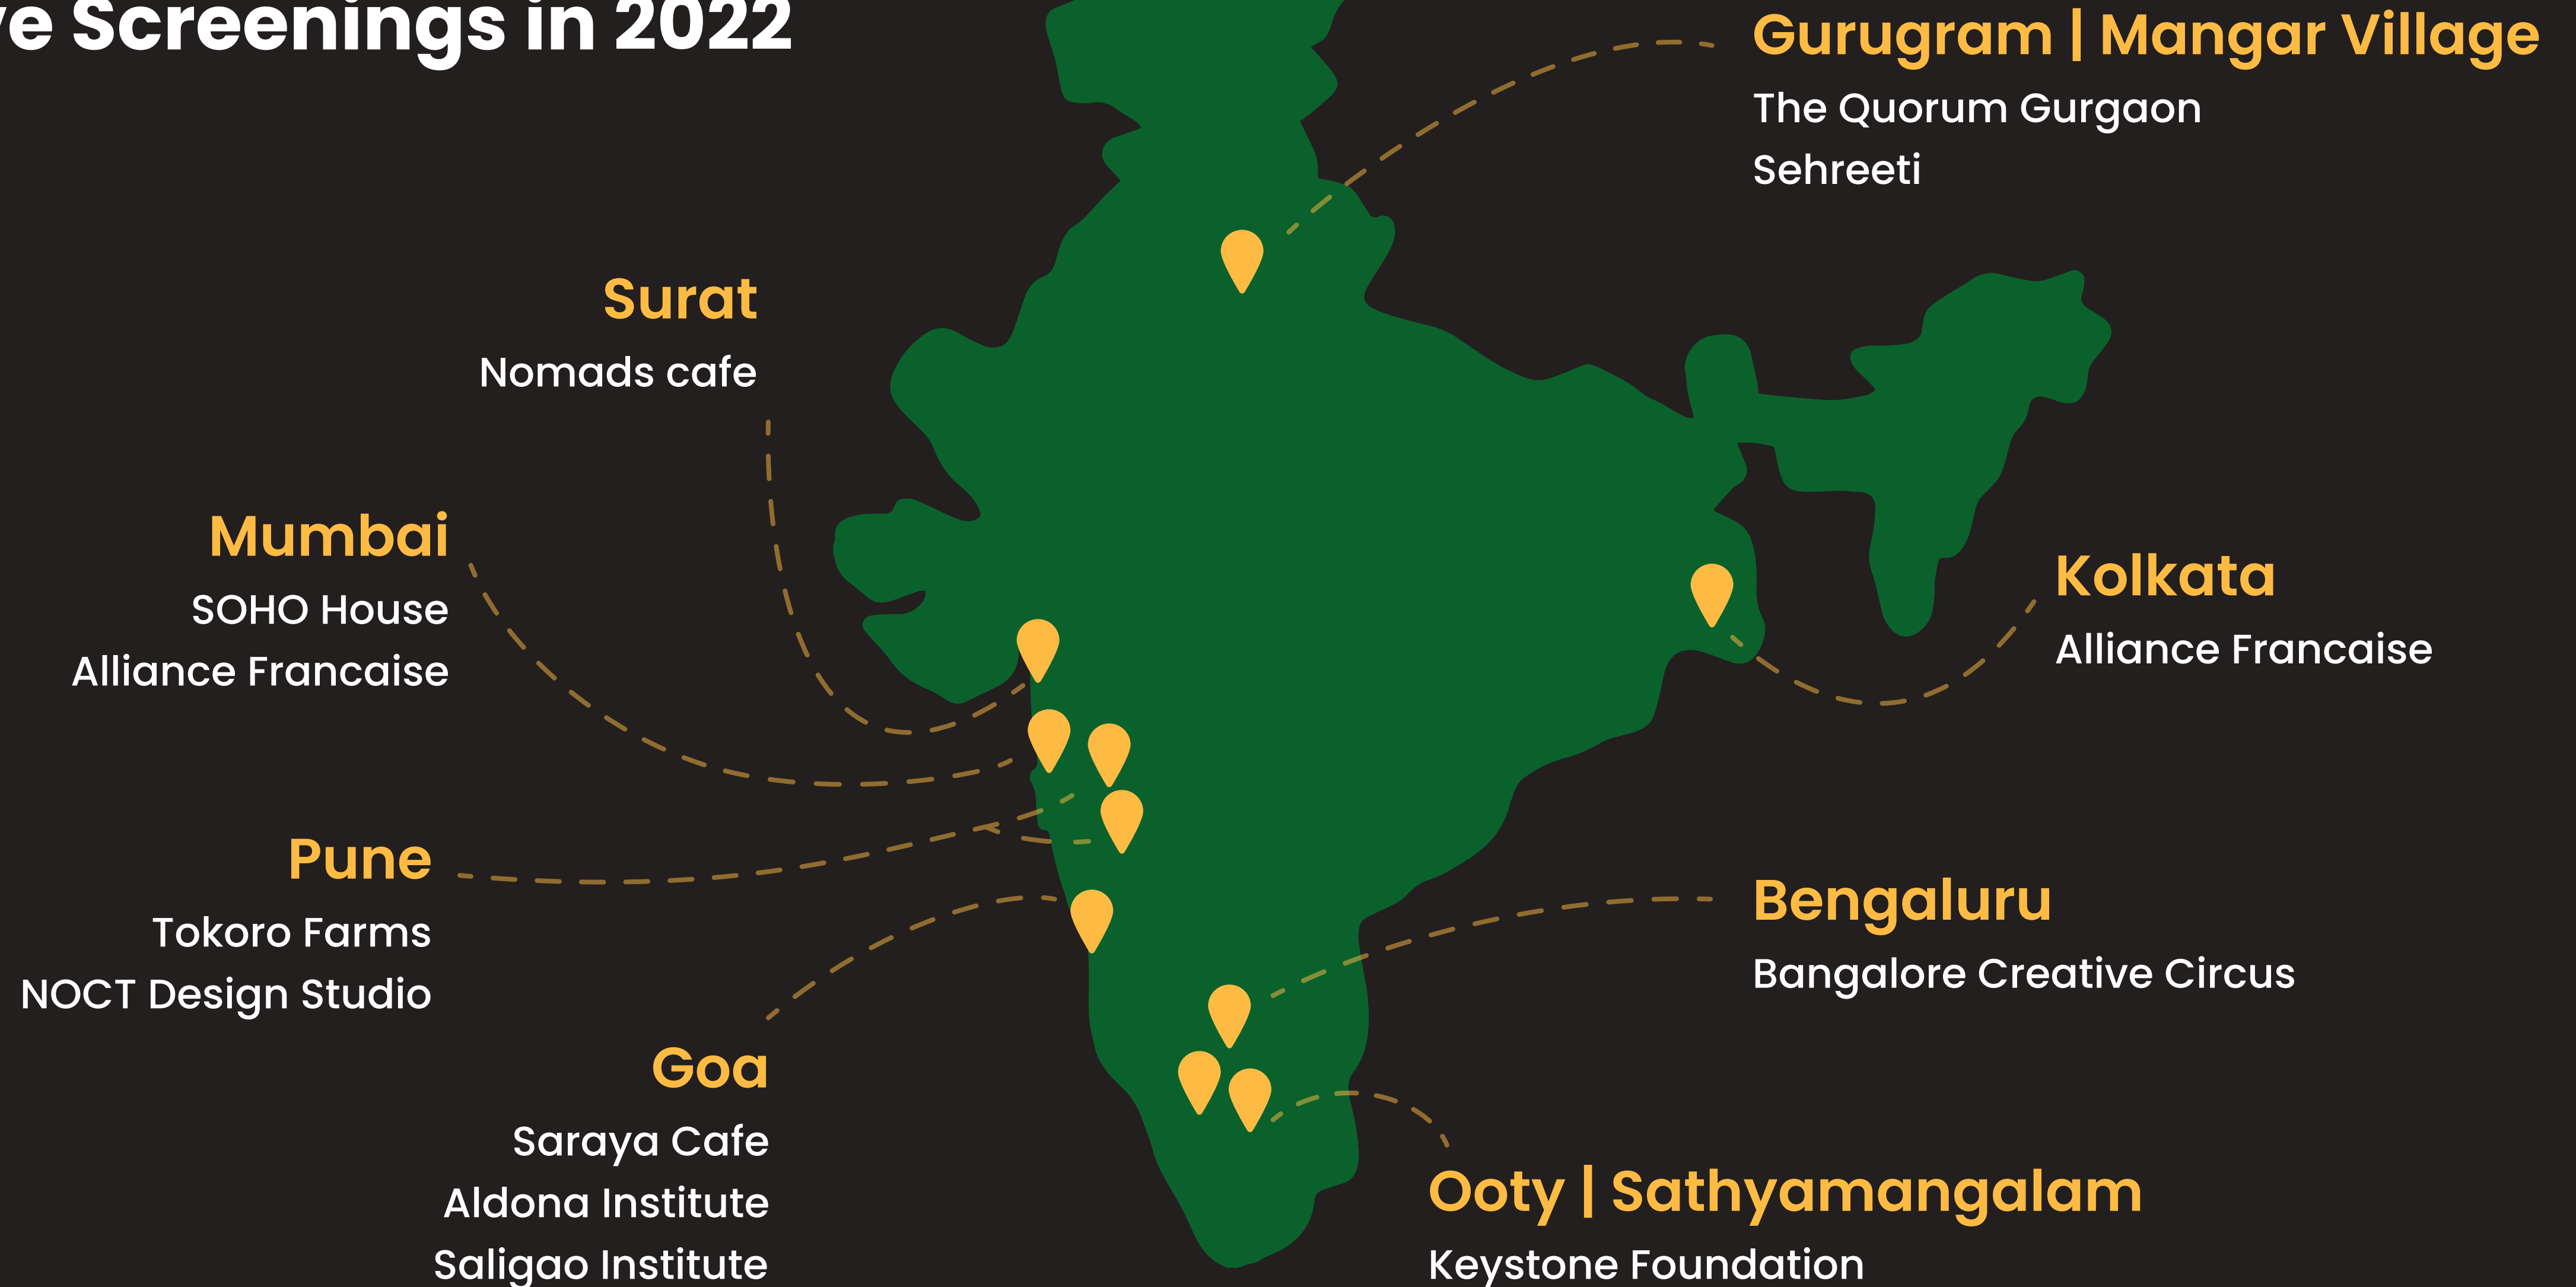 ve Screenings in 2022
Gurugram | Mangar Village
The Quorum Gurgaon
Sehreeti
Surat
Nomads cafe
Mumbai
SOHO House
Alliance Francaise
Kolkata
Alliance Francaise
Pune
Tokoro Farms
NOCT Design Studio
Bengaluru
Bangalore Creative Circus
Goa
Saraya Cafe
Aldona Institute
Saligao Institute
Ooty | Sathyamangalam
Keystone Foundation